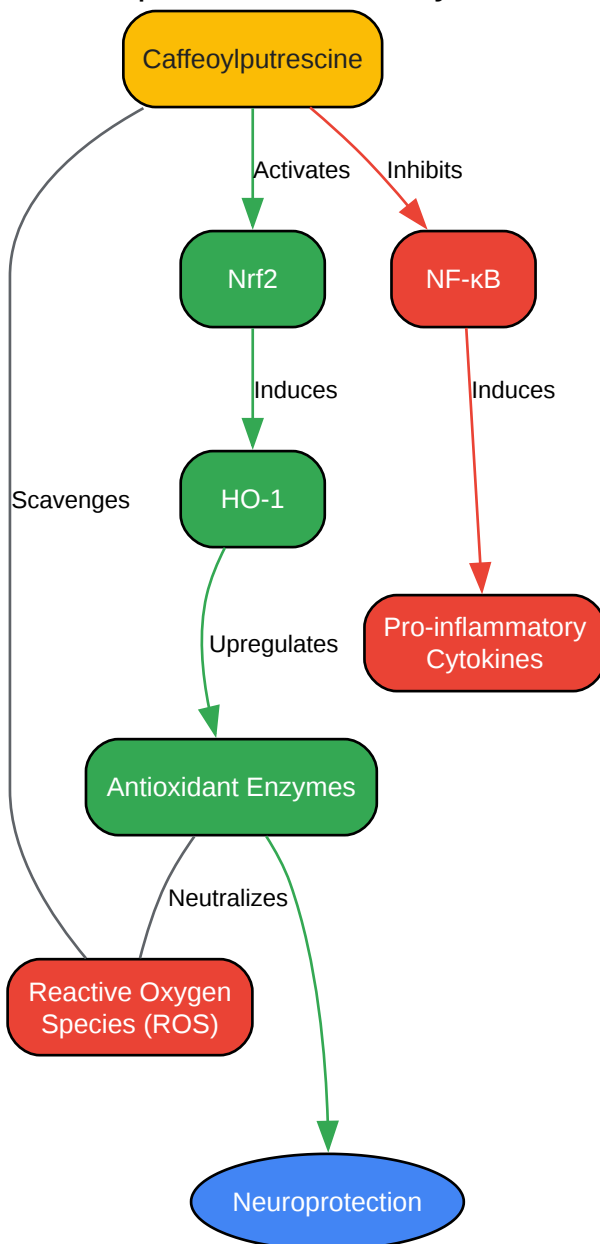 Caffeoylputrescine
Activates
Inhibits
Nrf2
NF-κB
Induces
Induces
Scavenges
HO-1
Pro-inflammatory
Cytokines
Upregulates
Antioxidant Enzymes
Neutralizes
Reactive Oxygen
Species (ROS)
Neuroprotection